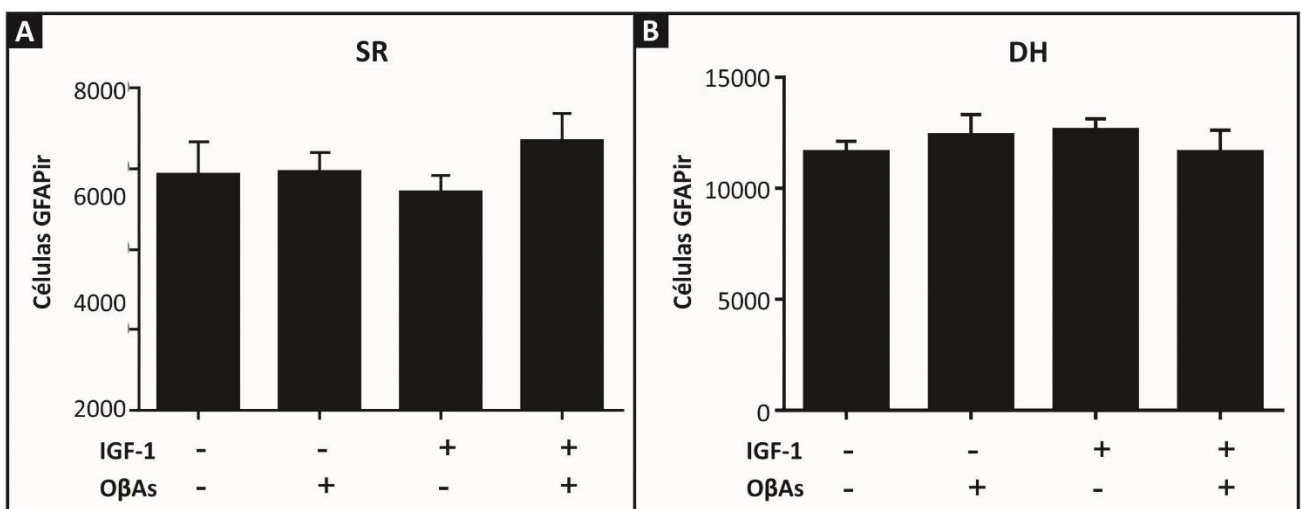 A
SR
Células GFAPir
8000
6000
4000
2000
IGF-1 - - + +
OβAs - + - +
B
DH
Células GFAPir
15000
10000
5000
0
IGF-1 - - + +
OβAs - + - +